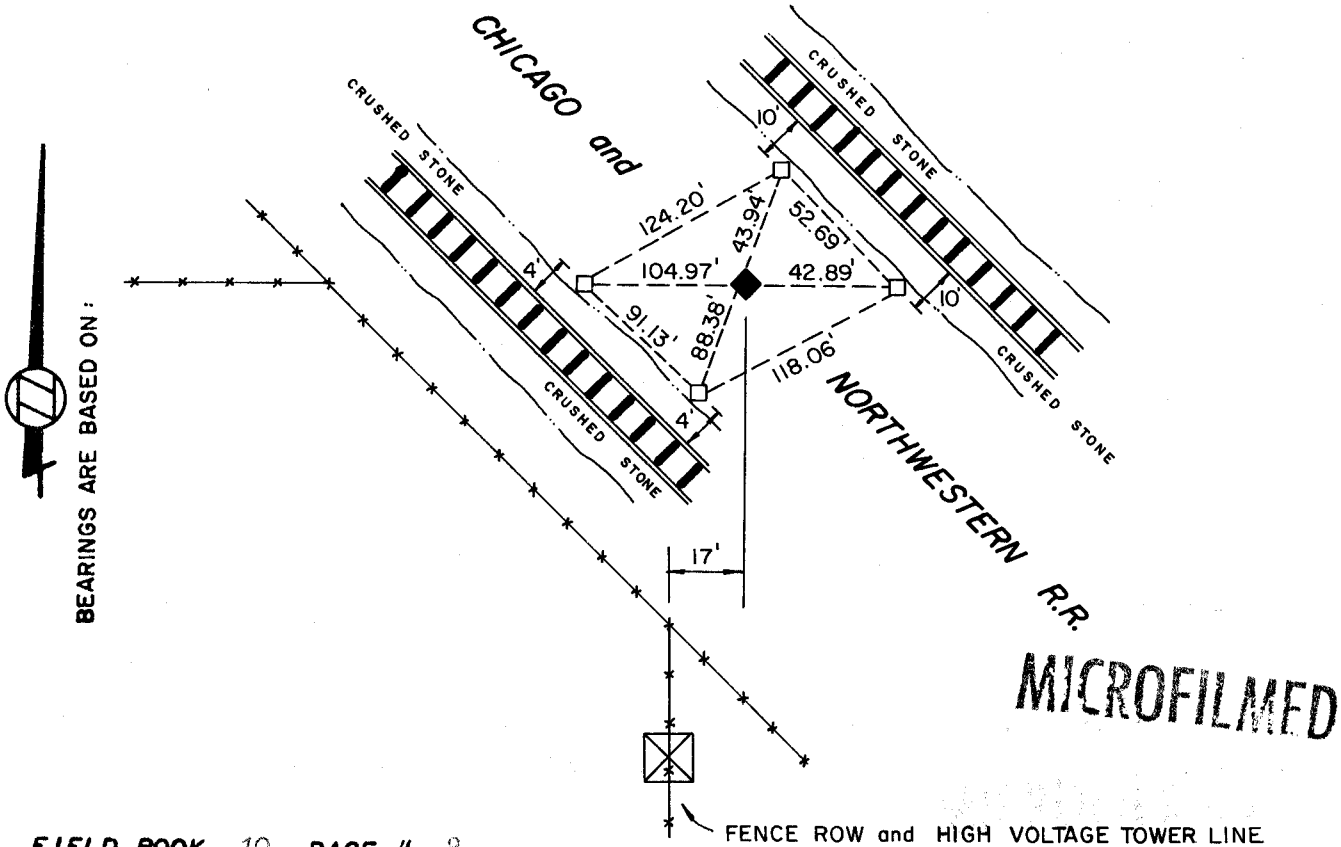 CHICAGO and
NORTHWESTERN R.R.
CRUSHED STONE
CRUSHED STONE
CRUSHED STONE
CRUSHED STONE
10'
10'
124.20'
43.94'
52.69'
4'
104.97'
42.89'
91.13'
88.38'
118.06'
4'
17'
BEARINGS ARE BASED ON:
MICROFILMED
FENCE ROW and HIGH VOLTAGE TOWER LINE
FIELD BOOK 10 PAGE # 8